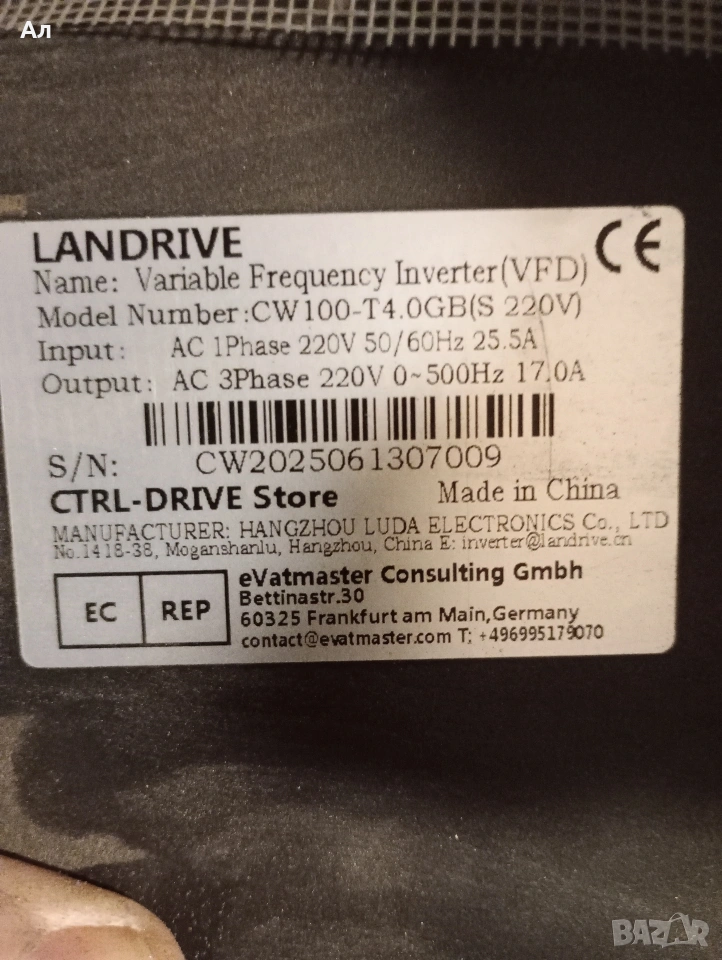 Ал
LANDRIVE CE
Name: Variable Frequency Inverter(VFD)
Model Number:CW100-T4.0GB(S 220V)
Input: AC 1Phase 220V 50/60Hz 25.5A
Output: AC 3Phase 220V 0~500Hz 17.0A
S/N: CW2025061307009
CTRL-DRIVE Store Made in China
MANUFACTURER: HANGZHOU LUDA ELECTRONICS Co., LTD
No.1418-38, Moganshanlu, Hangzhou, China E: inverter@landrive.cn
EC REP
eVatmaster Consulting Gmbh
Bettinastr.30
60325 Frankfurt am Main,Germany
contact@evatmaster.com T; +496995179070
BAZAR